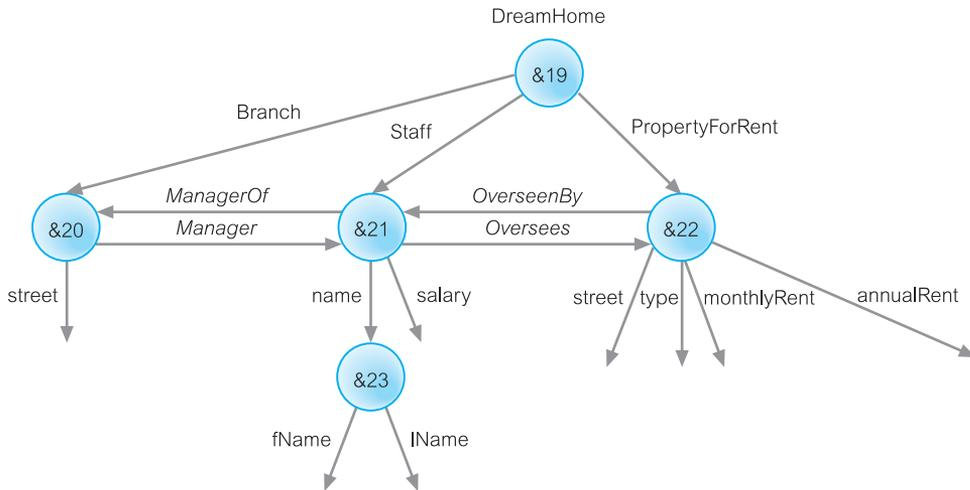 DreamHome
&19
Branch
Staff
PropertyForRent
ManagerOf
OverseenBy
&20
Manager
&21
Oversees
&22
street
name
salary
street
type
monthlyRent
annualRent
&23
fName
lName